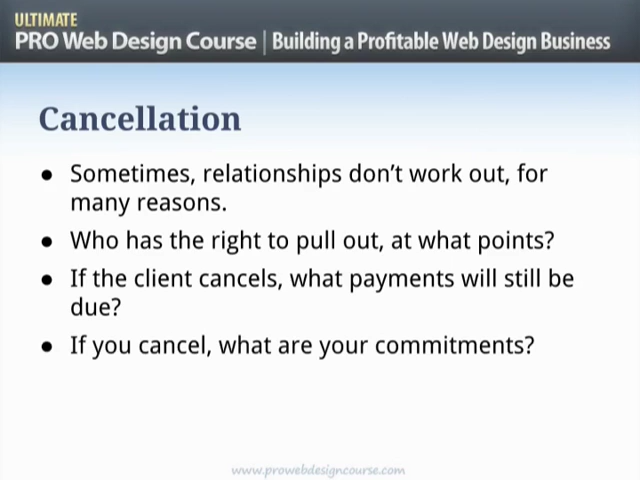 ULTIMATE
PRO Web Design Course | Building a Profitable Web Design Business
Cancellation
● Sometimes, relationships don't work out, for
many reasons.
● Who has the right to pull out, at what points?
● If the client cancels, what payments will still be
due?
● If you cancel, what are your commitments?
www.prowebdesigncourse.com